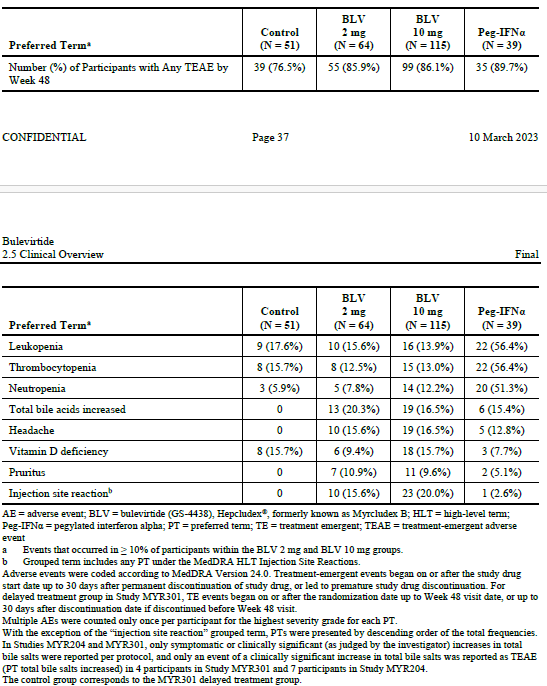 Preferred Termᵃ Control (N = 51) BLV 2 mg (N = 64) BLV 10 mg (N = 115) Peg-IFNα (N = 39)
Number (%) of Participants with Any TEAE by Week 48 39 (76.5%) 55 (85.9%) 99 (86.1%) 35 (89.7%)
CONFIDENTIAL Page 37 10 March 2023
Bulevirtide
2.5 Clinical Overview Final
Preferred Termᵃ Control (N = 51) BLV 2 mg (N = 64) BLV 10 mg (N = 115) Peg-IFNα (N = 39)
Leukopenia 9 (17.6%) 10 (15.6%) 16 (13.9%) 22 (56.4%)
Thrombocytopenia 8 (15.7%) 8 (12.5%) 15 (13.0%) 22 (56.4%)
Neutropenia 3 (5.9%) 5 (7.8%) 14 (12.2%) 20 (51.3%)
Total bile acids increased 0 13 (20.3%) 19 (16.5%) 6 (15.4%)
Headache 0 10 (15.6%) 19 (16.5%) 5 (12.8%)
Vitamin D deficiency 8 (15.7%) 6 (9.4%) 18 (15.7%) 3 (7.7%)
Pruritus 0 7 (10.9%) 11 (9.6%) 2 (5.1%)
Injection site reactionᵇ 0 10 (15.6%) 23 (20.0%) 1 (2.6%)
AE = adverse event; BLV = bulevirtide (GS-4438), Hepcludex®, formerly known as Myrcludex B; HLT = high-level term;
Peg-IFNα = pegylated interferon alpha; PT = preferred term; TE = treatment emergent; TEAE = treatment-emergent adverse
event
a Events that occurred in ≥ 10% of participants within the BLV 2 mg and BLV 10 mg groups.
b Grouped term includes any PT under the MedDRA HLT Injection Site Reactions.
Adverse events were coded according to MedDRA Version 24.0. Treatment-emergent events began on or after the study drug
start date up to 30 days after permanent discontinuation of study drug, or led to premature study drug discontinuation. For
delayed treatment group in Study MYR301, TE events began on or after the randomization date up to Week 48 visit date, or up to
30 days after discontinuation date if discontinued before Week 48 visit.
Multiple AEs were counted only once per participant for the highest severity grade for each PT.
With the exception of the “injection site reaction” grouped term, PTs were presented by descending order of the total frequencies.
In Studies MYR204 and MYR301, only symptomatic or clinically significant (as judged by the investigator) increases in total
bile salts were reported per protocol, and only an event of a clinically significant increase in total bile salts was reported as TEAE
(PT total bile salts increased) in 4 participants in Study MYR301 and 7 participants in Study MYR204.
The control group corresponds to the MYR301 delayed treatment group.